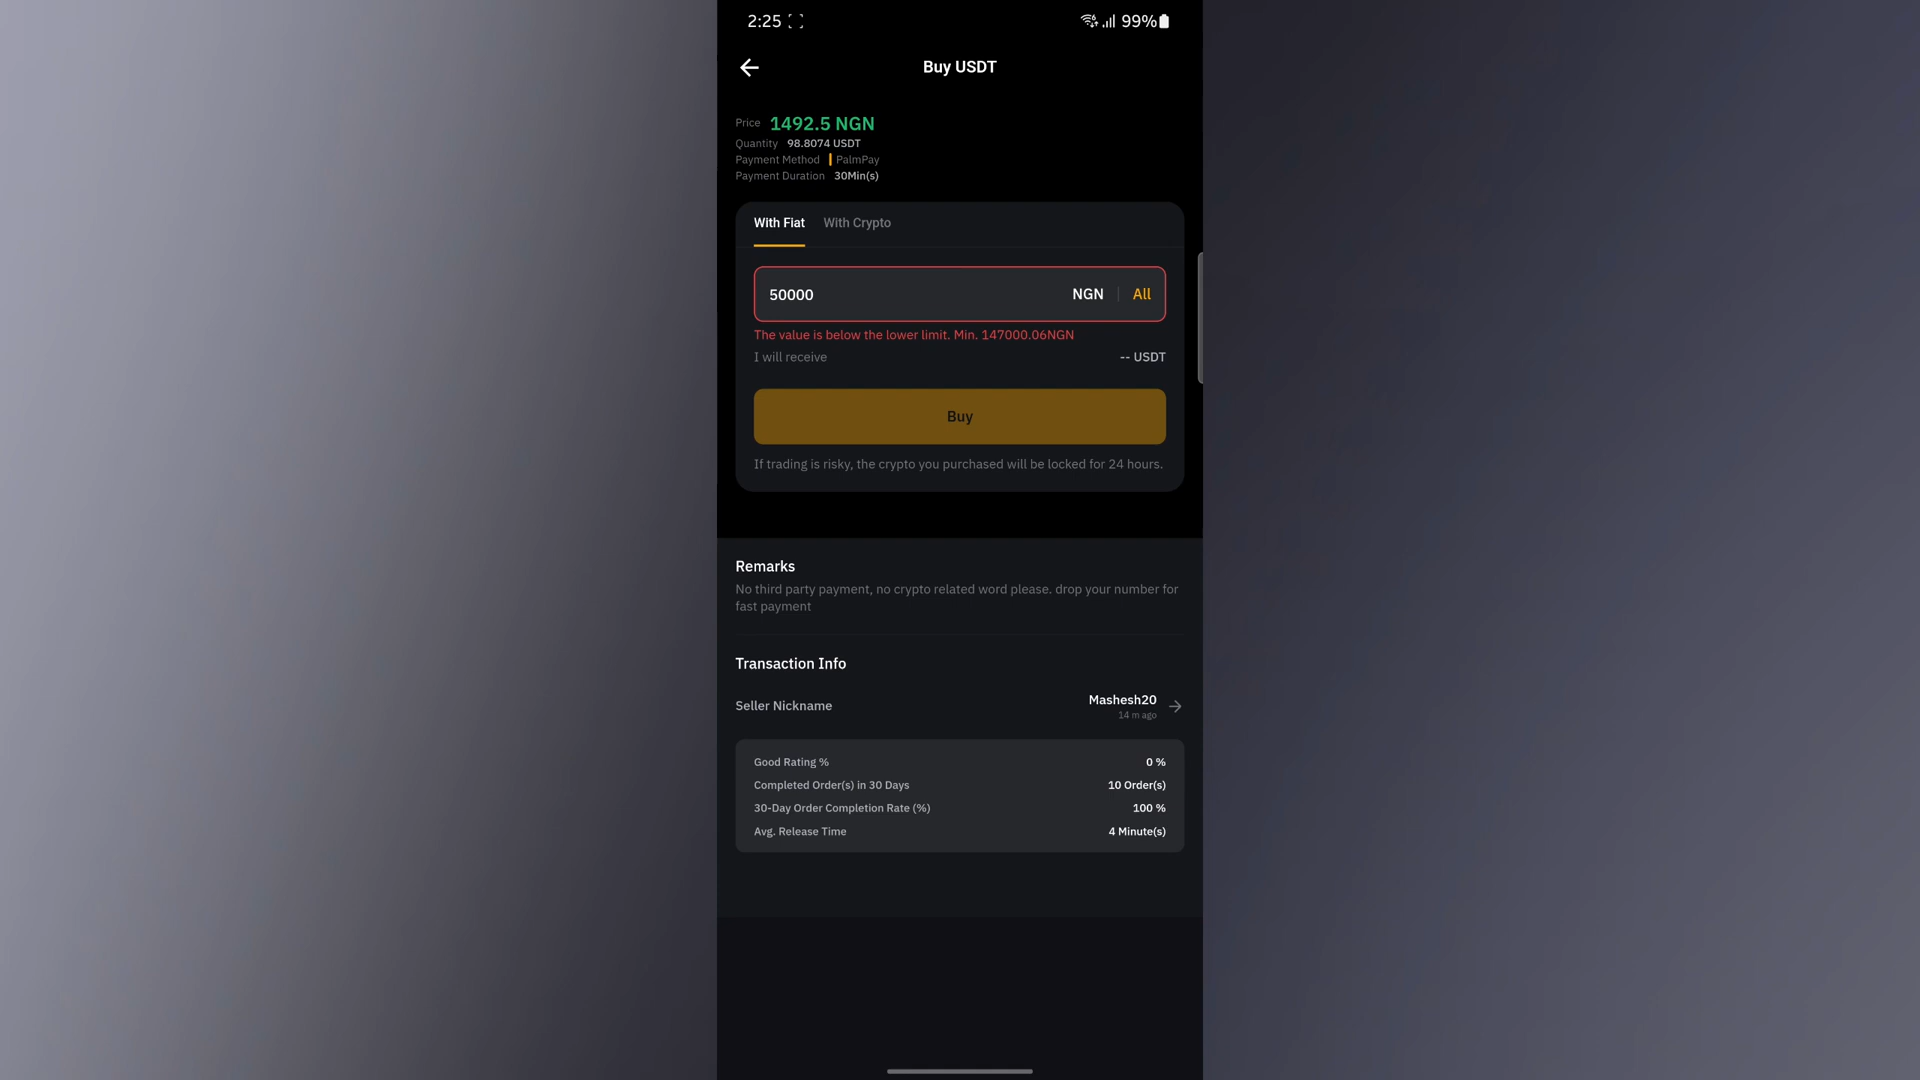 2:25 99%
Buy USDT
Price 1492.5 NGN
Quantity 98.8074 USDT
Payment Method PalmPay
Payment Duration 30Min(s)
With Fiat With Crypto
50000 NGN All
The value is below the lower limit. Min. 147000.06NGN
I will receive -- USDT
Buy
If trading is risky, the crypto you purchased will be locked for 24 hours.
Remarks
No third party payment, no crypto related word please. drop your number for
fast payment
Transaction Info
Seller Nickname Mashesh20
14 m ago
Good Rating % 0 %
Completed Order(s) in 30 Days 10 Order(s)
30-Day Order Completion Rate (%) 100 %
Avg. Release Time 4 Minute(s)